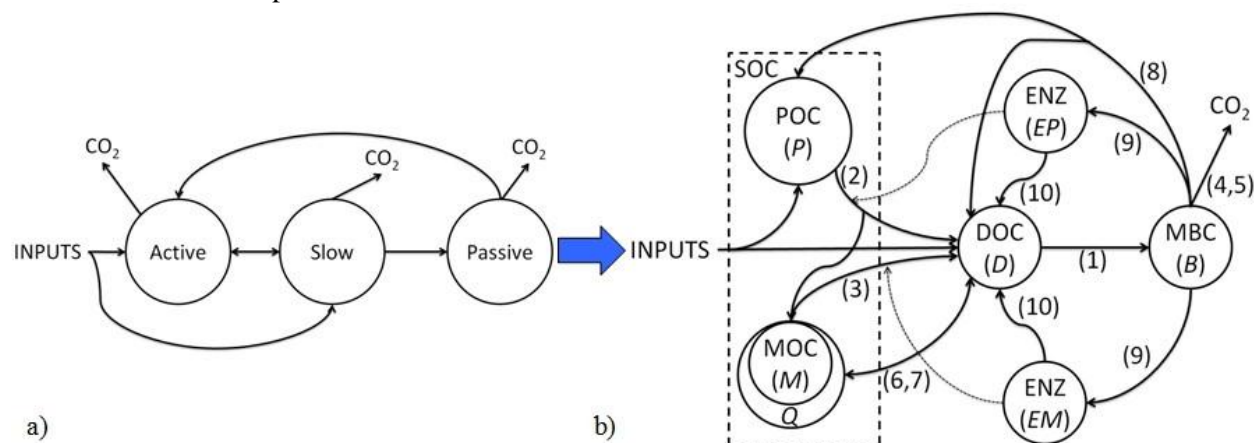 CO2
CO2
CO2
INPUTS
Active
Slow
Passive
a)
INPUTS
SOC
POC
(P)
(2)
MOC
(M)
Q
(3)
(6,7)
ENZ
(EP)
(10)
DOC
(D)
(1)
(10)
ENZ
(EM)
(9)
(8)
(9)
CO2
(4,5)
MBC
(B)
b)